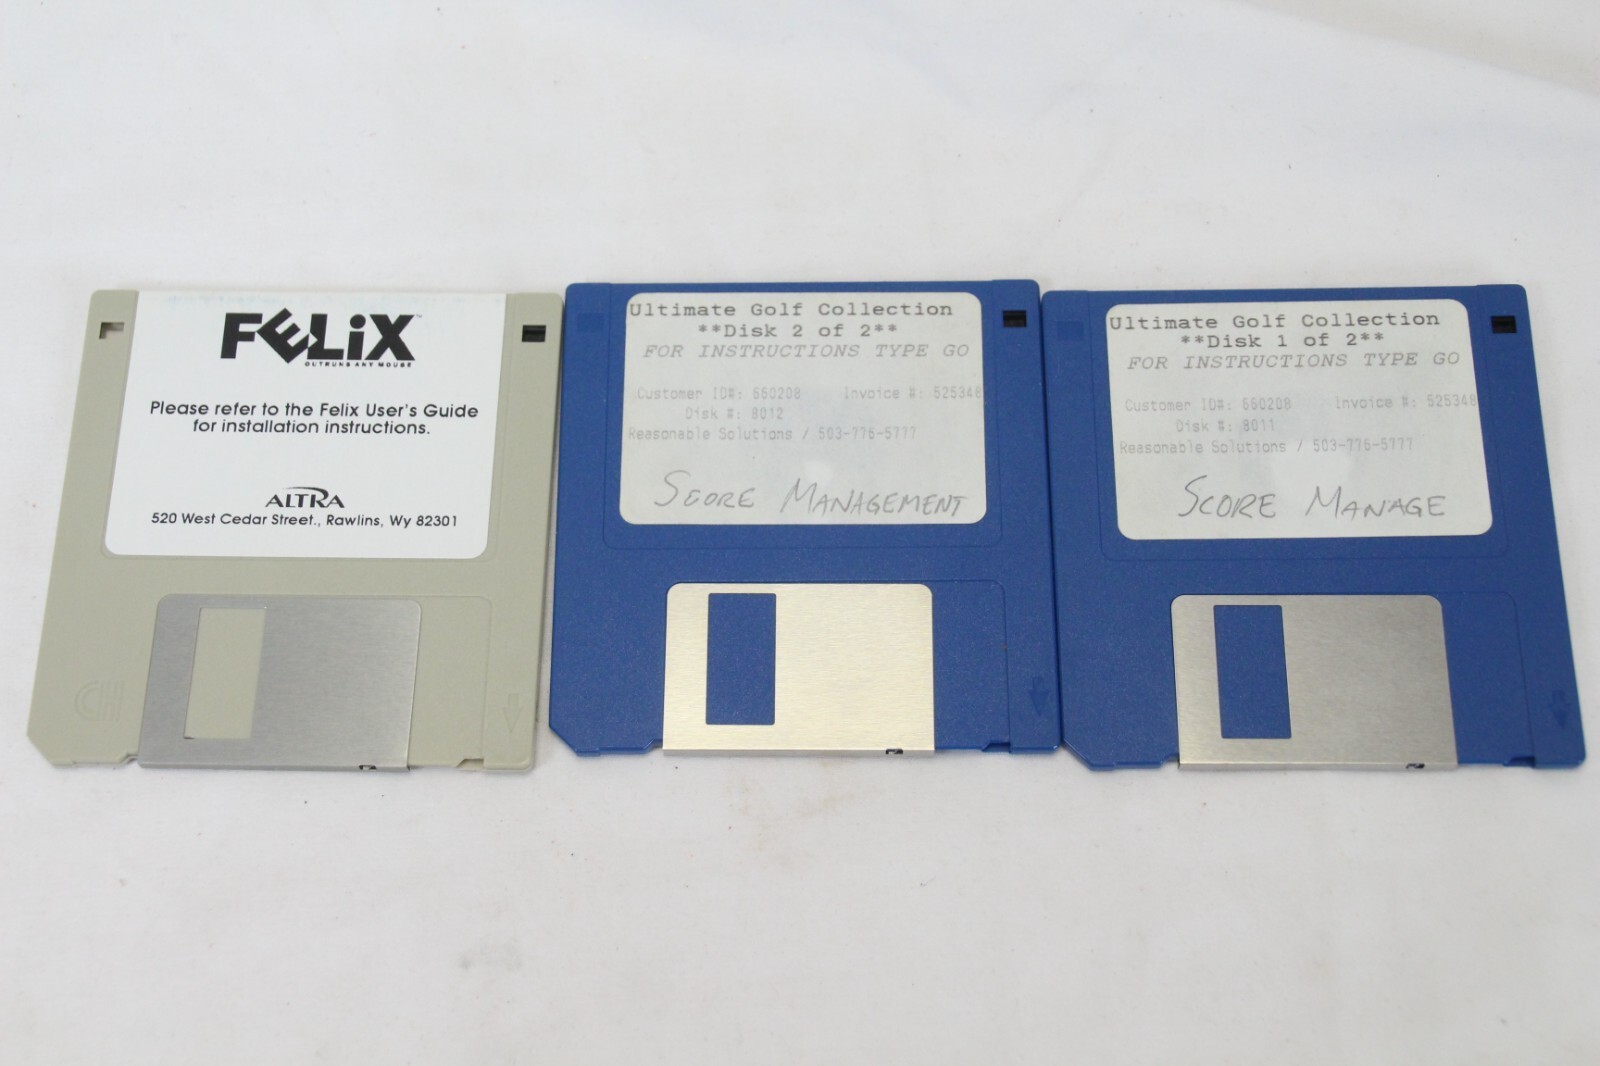 FELiX™
OUTRUNS ANY MOUSE
Please refer to the Felix User's Guide
for installation instructions.
ALTRA
520 West Cedar Street., Rawlins, Wy 82301
CH
Ultimate Golf Collection
**Disk 2 of 2**
FOR INSTRUCTIONS TYPE GO
Customer ID#: 660208 Invoice #: 525348
Disk #: 8012
Reasonable Solutions / 503-776-5777
SCORE MANAGEMENT
Ultimate Golf Collection
**Disk 1 of 2**
FOR INSTRUCTIONS TYPE GO
Customer ID#: 660208 Invoice #: 525348
Disk #: 8011
Reasonable Solutions / 503-776-5777
SCORE MANAGE